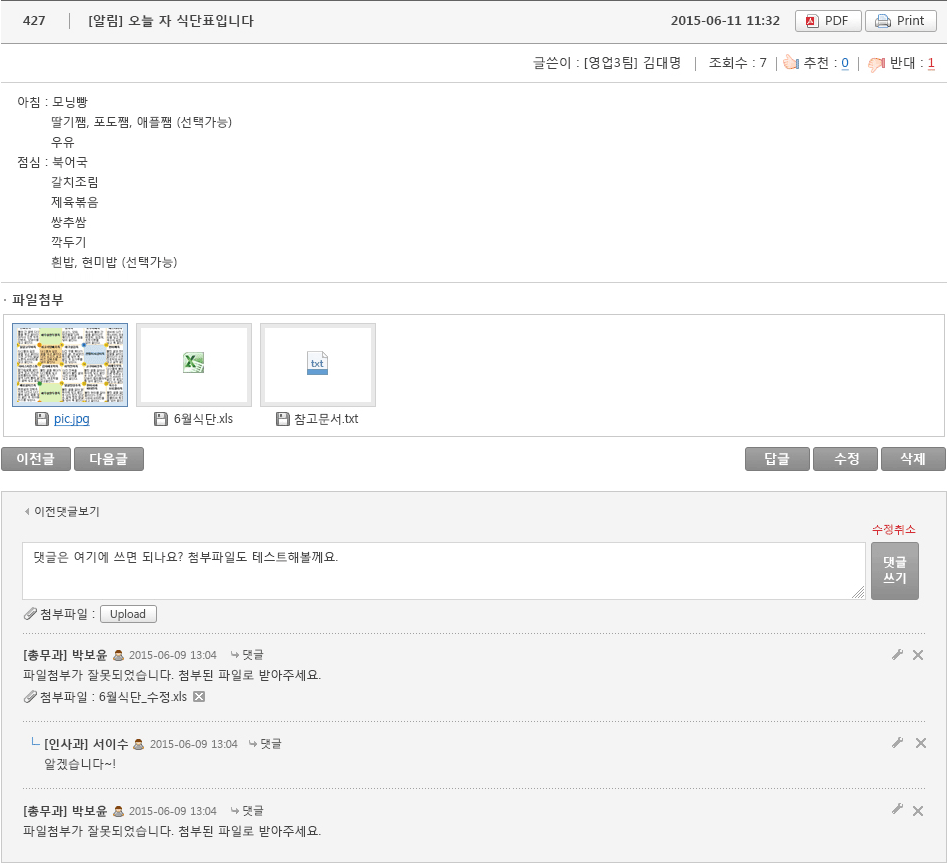 427 [알림] 오늘 자 식단표입니다 2015-06-11 11:32 PDF Print
글쓴이 : [영업3팀] 김대명 | 조회수 : 7 | 추천 : 0 | 반대 : 1
아침 : 모닝빵
딸기쨈, 포도쨈, 애플쨈 (선택가능)
우유
점심 : 북어국
갈치조림
제육볶음
쌍추쌈
깍두기
흰밥, 현미밥 (선택가능)
· 파일첨부
pic.jpg 6월식단.xls txt 참고문서.txt
이전글 다음글 답글 수정 삭제
이전댓글보기
수정취소
댓글은 여기에 쓰면 되나요? 첨부파일도 테스트해볼께요.
댓글
쓰기
첨부파일 : Upload
[총무과] 박보윤 2015-06-09 13:04 댓글
파일첨부가 잘못되었습니다. 첨부된 파일로 받아주세요.
첨부파일 : 6월식단_수정.xls
[인사과] 서이수 2015-06-09 13:04 댓글
알겠습니다~!
[총무과] 박보윤 2015-06-09 13:04 댓글
파일첨부가 잘못되었습니다. 첨부된 파일로 받아주세요.